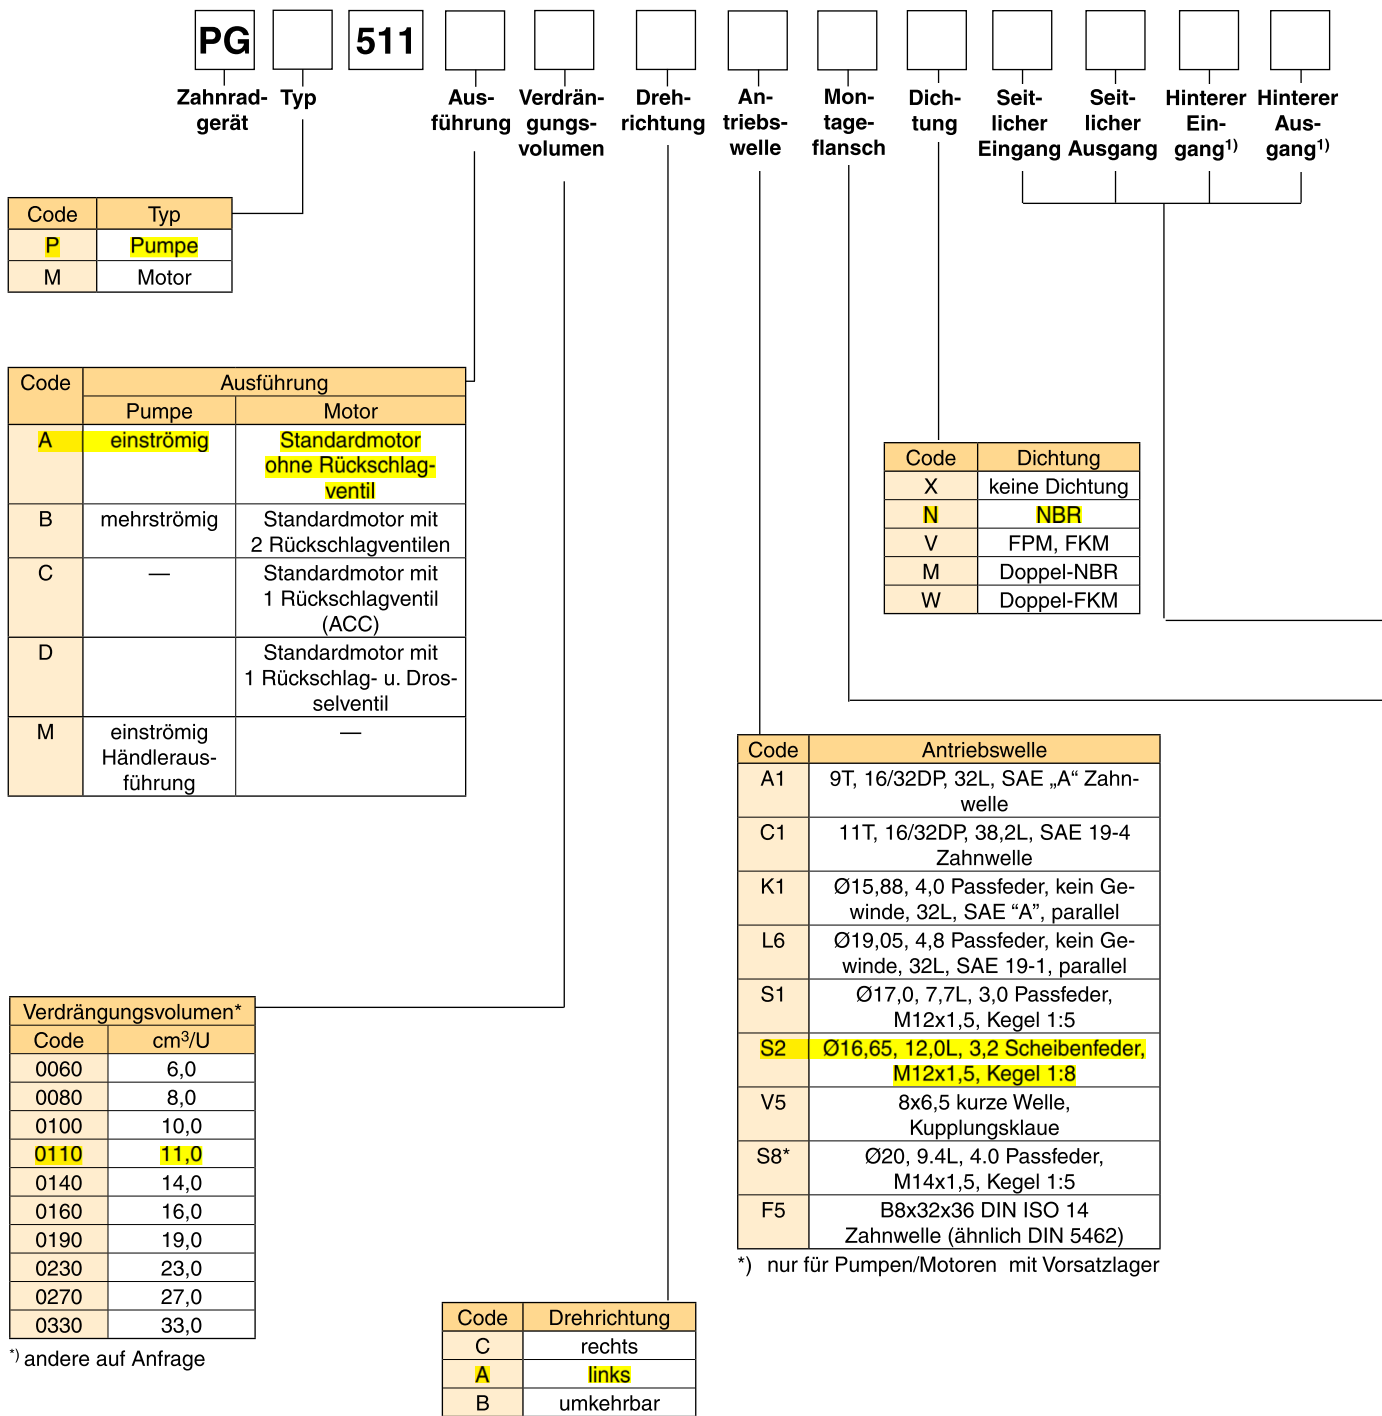 PG 511
Zahnrad-
gerät
Typ
Aus-
führung
Verdrän-
gungs-
volumen
Dreh-
richtung
An-
triebs-
welle
Mon-
tage-
flansch
Dich-
tung
Seit-
licher
Eingang
Seit-
licher
Ausgang
Hinterer
Ein-
gang1)
Hinterer
Aus-
gang1)
Code Typ
P Pumpe
M Motor
Code Ausführung
Pumpe Motor
A einströmig Standardmotor
ohne Rückschlag-
ventil
B mehrströmig Standardmotor mit
2 Rückschlagventilen
C — Standardmotor mit
1 Rückschlagventil
(ACC)
D Standardmotor mit
1 Rückschlag- u. Dros-
selventil
M einströmig —
Händleraus-
führung
Code Dichtung
X keine Dichtung
N NBR
V FPM, FKM
M Doppel-NBR
W Doppel-FKM
Code Antriebswelle
A1 9T, 16/32DP, 32L, SAE „A“ Zahn-
welle
C1 11T, 16/32DP, 38,2L, SAE 19-4
Zahnwelle
K1 Ø15,88, 4,0 Passfeder, kein Ge-
winde, 32L, SAE “A”, parallel
L6 Ø19,05, 4,8 Passfeder, kein Ge-
winde, 32L, SAE 19-1, parallel
S1 Ø17,0, 7,7L, 3,0 Passfeder,
M12x1,5, Kegel 1:5
S2 Ø16,65, 12,0L, 3,2 Scheibenfeder,
M12x1,5, Kegel 1:8
V5 8x6,5 kurze Welle,
Kupplungsklaue
S8* Ø20, 9.4L, 4.0 Passfeder,
M14x1,5, Kegel 1:5
F5 B8x32x36 DIN ISO 14
Zahnwelle (ähnlich DIN 5462)
*) nur für Pumpen/Motoren mit Vorsatzlager
Verdrängungsvolumen*
Code cm³/U
0060 6,0
0080 8,0
0100 10,0
0110 11,0
0140 14,0
0160 16,0
0190 19,0
0230 23,0
0270 27,0
0330 33,0
*) andere auf Anfrage
Code Drehrichtung
C rechts
A links
B umkehrbar